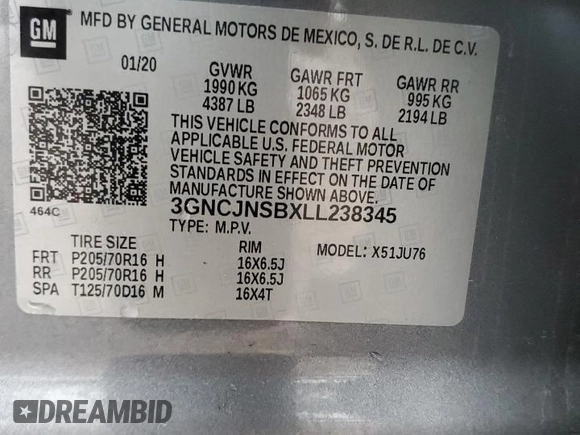 GM
MFD BY GENERAL MOTORS DE MEXICO, S. DE R.L. DE C.V.
01/20 GVWR GAWR FRT GAWR RR
1990 KG 1065 KG 995 KG
4387 LB 2348 LB 2194 LB
THIS VEHICLE CONFORMS TO ALL
APPLICABLE U.S. FEDERAL MOTOR
VEHICLE SAFETY AND THEFT PREVENTION
STANDARDS IN EFFECT ON THE DATE OF
MANUFACTURE SHOWN ABOVE.
464C 3GNCJNSBXLL238345
TYPE: M.P.V.
TIRE SIZE RIM MODEL: X51JU76
FRT P205/70R16 H 16X6.5J
RR P205/70R16 H 16X6.5J
SPA T125/70D16 M 16X4T
DREAMBID